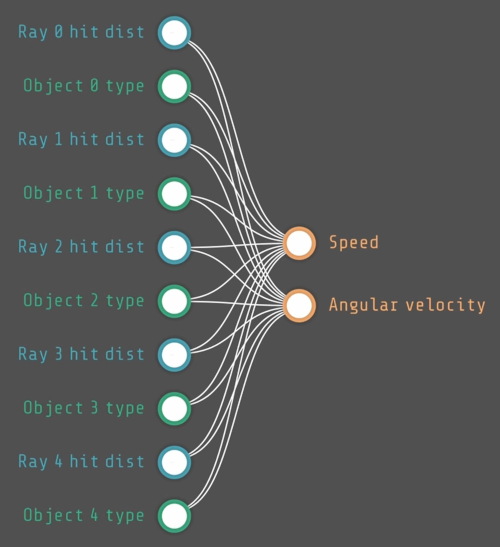 Ray 0 hit dist
Object 0 type
Ray 1 hit dist
Object 1 type
Ray 2 hit dist
Object 2 type
Ray 3 hit dist
Object 3 type
Ray 4 hit dist
Object 4 type
Speed
Angular velocity